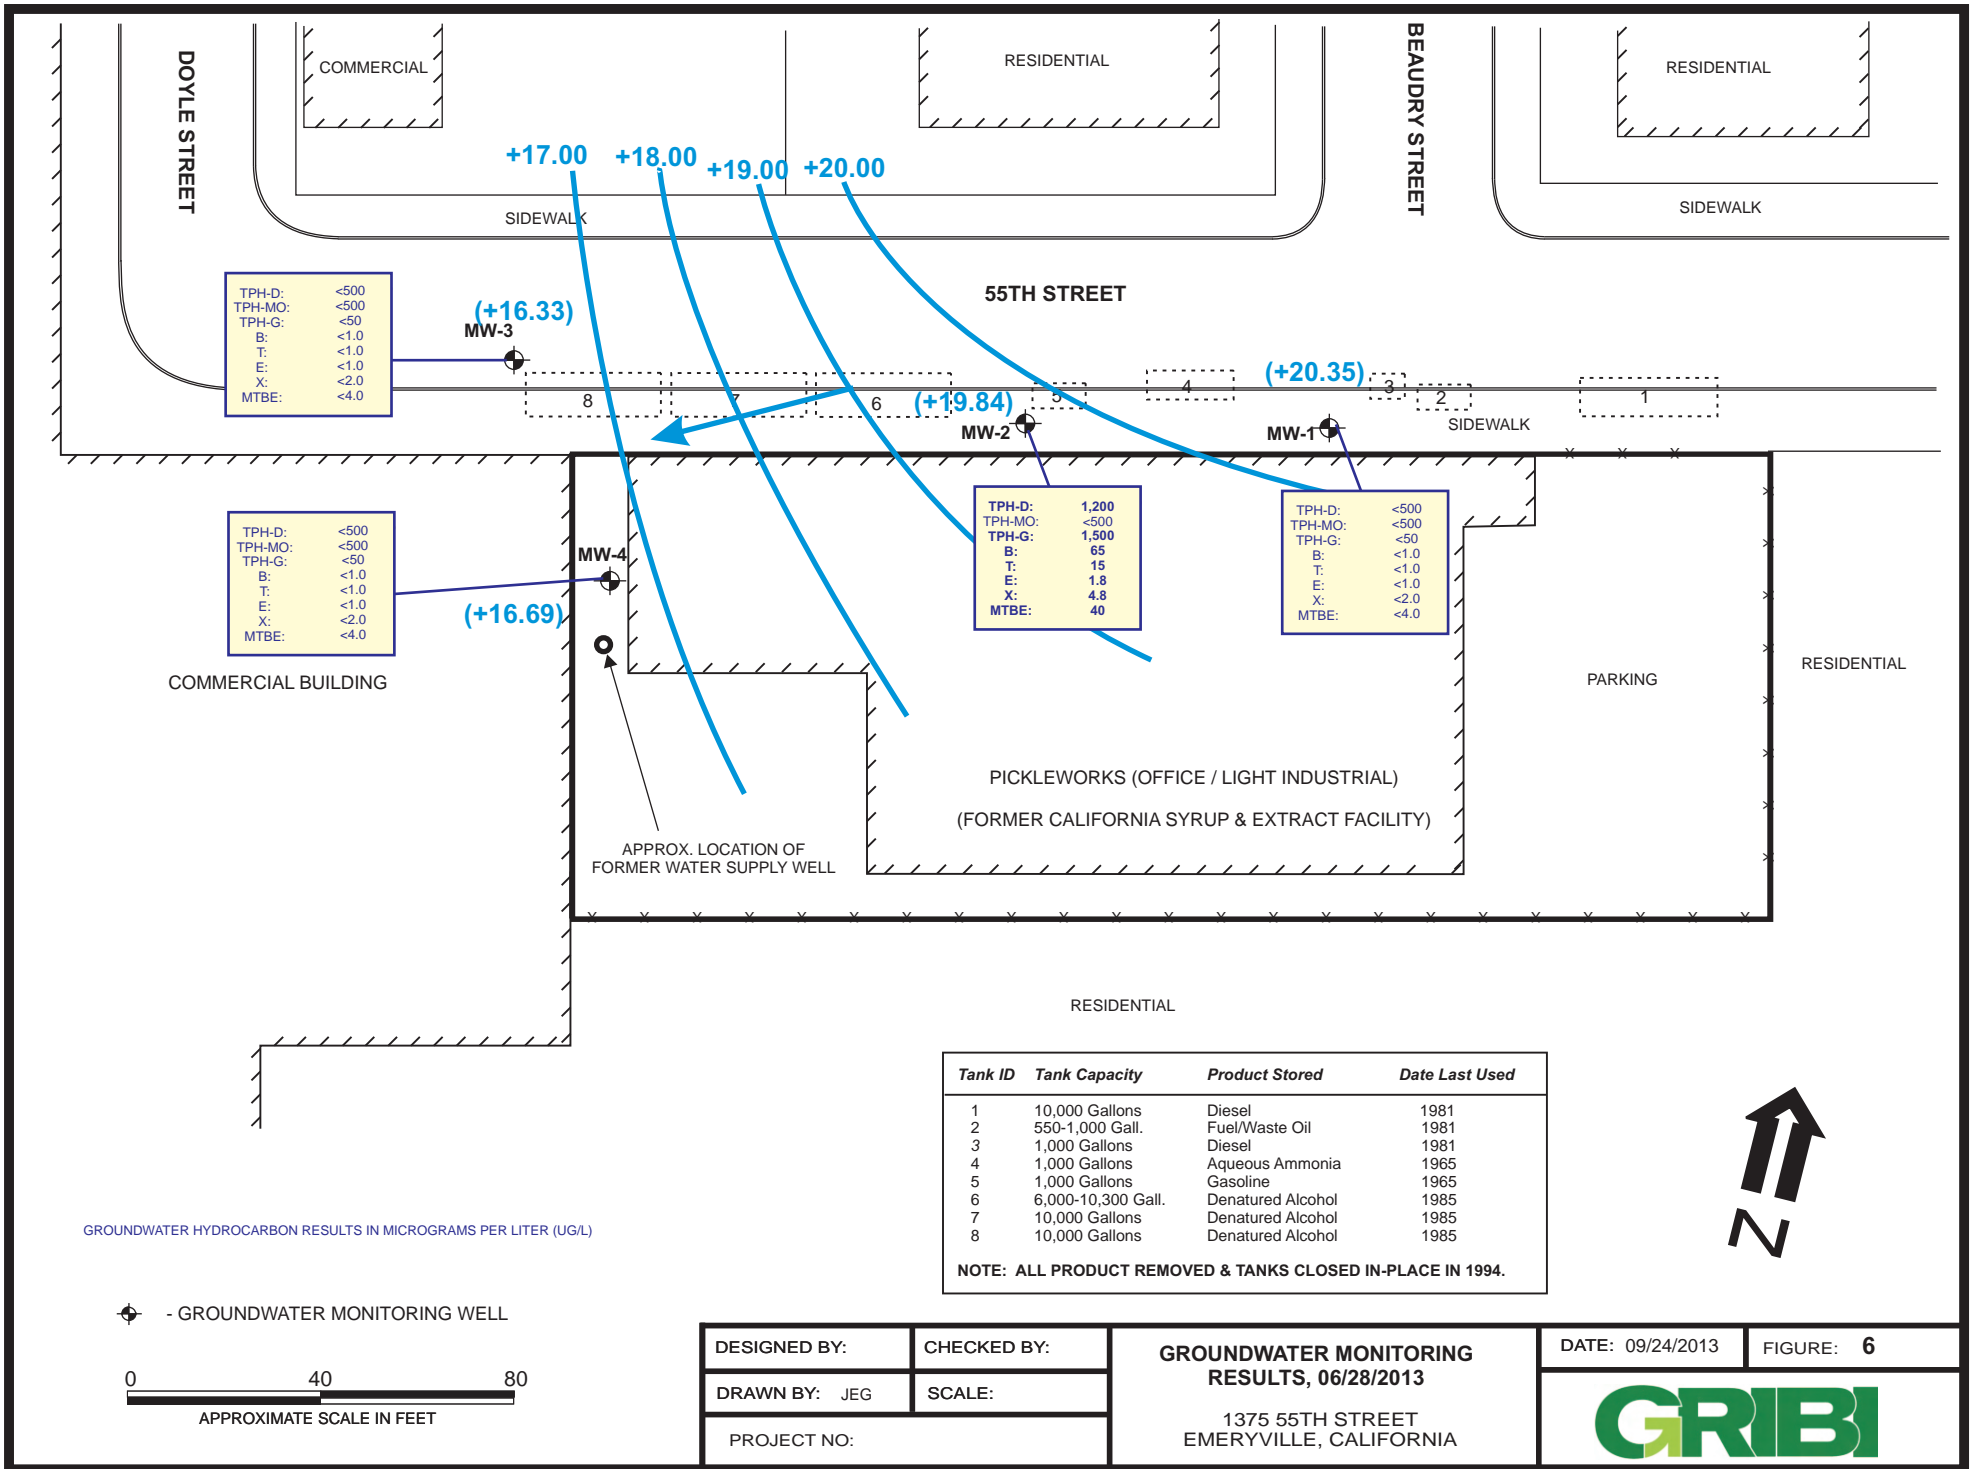 DOYLE STREET
COMMERCIAL
RESIDENTIAL
BEAUDRY STREET
RESIDENTIAL
+17.00
+18.00
+19.00
+20.00
SIDEWALK
SIDEWALK
55TH STREET
TPH-D: <500
TPH-MO: <500
TPH-G: <50
B: <1.0
T: <1.0
E: <1.0
X: <2.0
MTBE: <4.0
(+16.33)
MW-3
8
7
6
5
4
3
2
1
(+19.84)
MW-2
(+20.35)
MW-1
SIDEWALK
TPH-D: <500
TPH-MO: <500
TPH-G: <50
B: <1.0
T: <1.0
E: <1.0
X: <2.0
MTBE: <4.0
MW-4
(+16.69)
TPH-D: 1,200
TPH-MO: <500
TPH-G: 1,500
B: 65
T: 15
E: 1.8
X: 4.8
MTBE: 40
TPH-D: <500
TPH-MO: <500
TPH-G: <50
B: <1.0
T: <1.0
E: <1.0
X: <2.0
MTBE: <4.0
COMMERCIAL BUILDING
PARKING
RESIDENTIAL
PICKLEWORKS (OFFICE / LIGHT INDUSTRIAL)
(FORMER CALIFORNIA SYRUP & EXTRACT FACILITY)
APPROX. LOCATION OF
FORMER WATER SUPPLY WELL
RESIDENTIAL
Tank ID Tank Capacity Product Stored Date Last Used
1 10,000 Gallons Diesel 1981
2 550-1,000 Gall. Fuel/Waste Oil 1981
3 1,000 Gallons Diesel 1981
4 1,000 Gallons Aqueous Ammonia 1965
5 1,000 Gallons Gasoline 1965
6 6,000-10,300 Gall. Denatured Alcohol 1985
7 10,000 Gallons Denatured Alcohol 1985
8 10,000 Gallons Denatured Alcohol 1985
NOTE: ALL PRODUCT REMOVED & TANKS CLOSED IN-PLACE IN 1994.
N
GROUNDWATER HYDROCARBON RESULTS IN MICROGRAMS PER LITER (UG/L)
- GROUNDWATER MONITORING WELL
0 40 80
APPROXIMATE SCALE IN FEET
DESIGNED BY:
CHECKED BY:
DRAWN BY: JEG
SCALE:
PROJECT NO:
GROUNDWATER MONITORING
RESULTS, 06/28/2013
1375 55TH STREET
EMERYVILLE, CALIFORNIA
DATE: 09/24/2013
FIGURE: 6
GRIBI